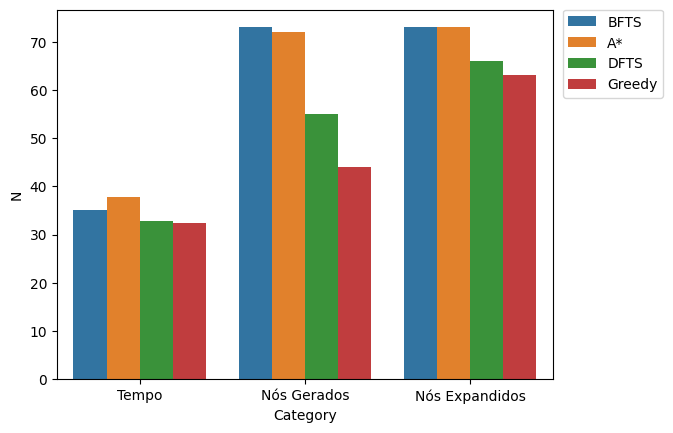 BFTS
A*
DFTS
Greedy
N
70
60
50
40
30
20
10
0
Tempo
Nós Gerados
Nós Expandidos
Category